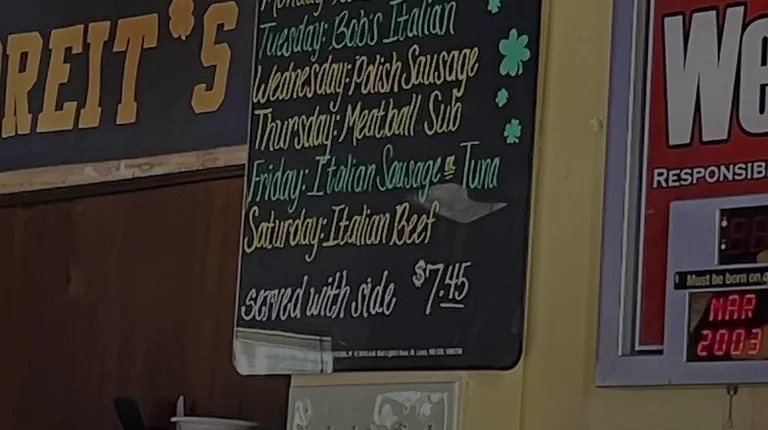 REIT'S
Tuesday: Bob's Italian
Wednesday: Polish Sausage
Thursday: Meatball Sub
Friday: Italian Sausage or Tuna
Saturday: Italian Beef
served with side $7.45
We
RESPONSIB
Must be born on o
MAR
2003